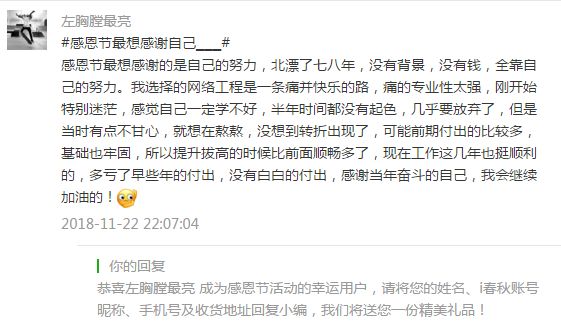 左胸膛最亮
#感恩节最想感谢自己___#
感恩节最想感谢的是自己的努力，北漂了七八年，没有背景，没有钱，全靠自
己的努力。我选择的网络工程是一条痛并快乐的路，痛的专业性太强，刚开始
特别迷茫，感觉自己一定学不好，半年时间都没有起色，几乎要放弃了，但是
当时有点不甘心，就想在熬熬，没想到转折出现了，可能前期付出的比较多，
基础也牢固，所以提升拔高的时候比前面顺畅多了，现在工作这几年也挺顺利
的，多亏了早些年的付出，没有白白的付出，感谢当年奋斗的自己，我会继续
加油的！
2018-11-22 22:07:04
你的回复
恭喜左胸膛最亮 成为感恩节活动的幸运用户，请将您的姓名、i春秋账号
昵称、手机号及收货地址回复小编，我们将送您一份精美礼品！